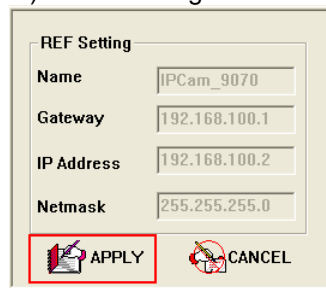 REF Setting
Name IPCam_9070
Gateway 192.168.100.1
IP Address 192.168.100.2
Netmask 255.255.255.0
APPLY CANCEL